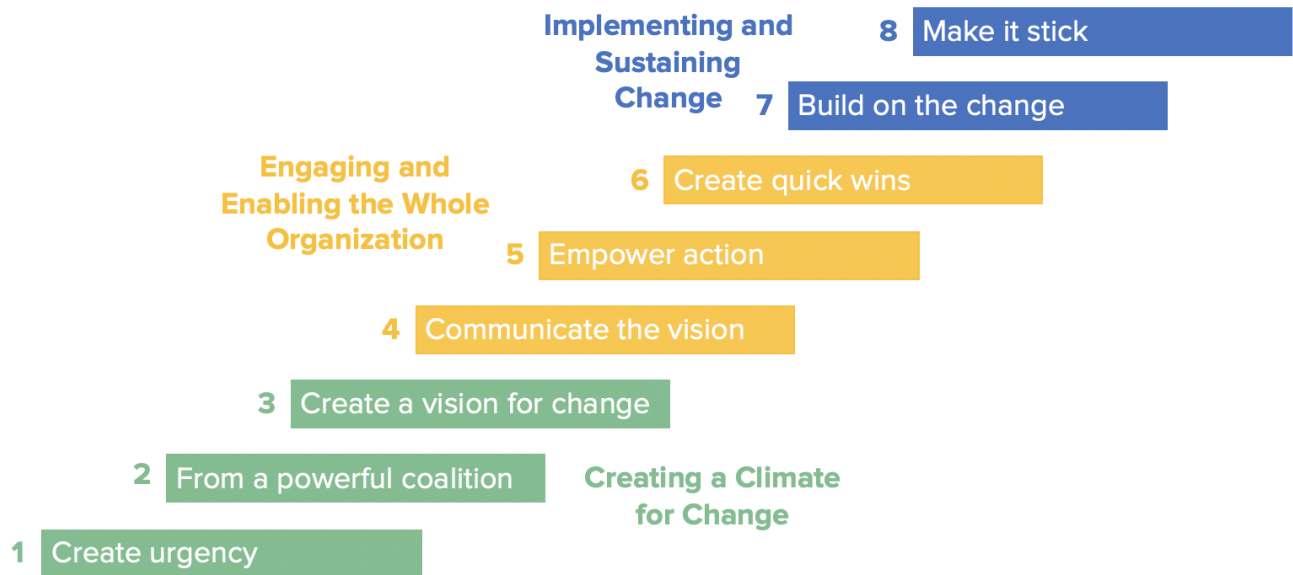 Implementing and
Sustaining
Change
8 Make it stick
7 Build on the change
Engaging and
Enabling the Whole
Organization
6 Create quick wins
5 Empower action
4 Communicate the vision
3 Create a vision for change
2 From a powerful coalition
Creating a Climate
for Change
1 Create urgency